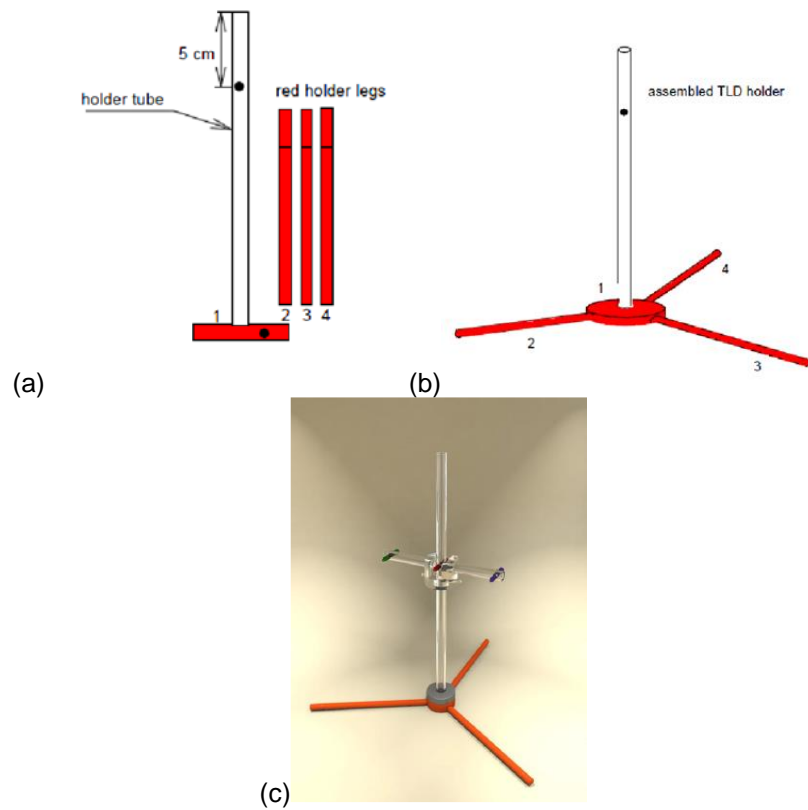 5 cm
holder tube
red holder legs
1
2 3 4
(a)
assembled TLD holder
1
4
2
3
(b)
(c)